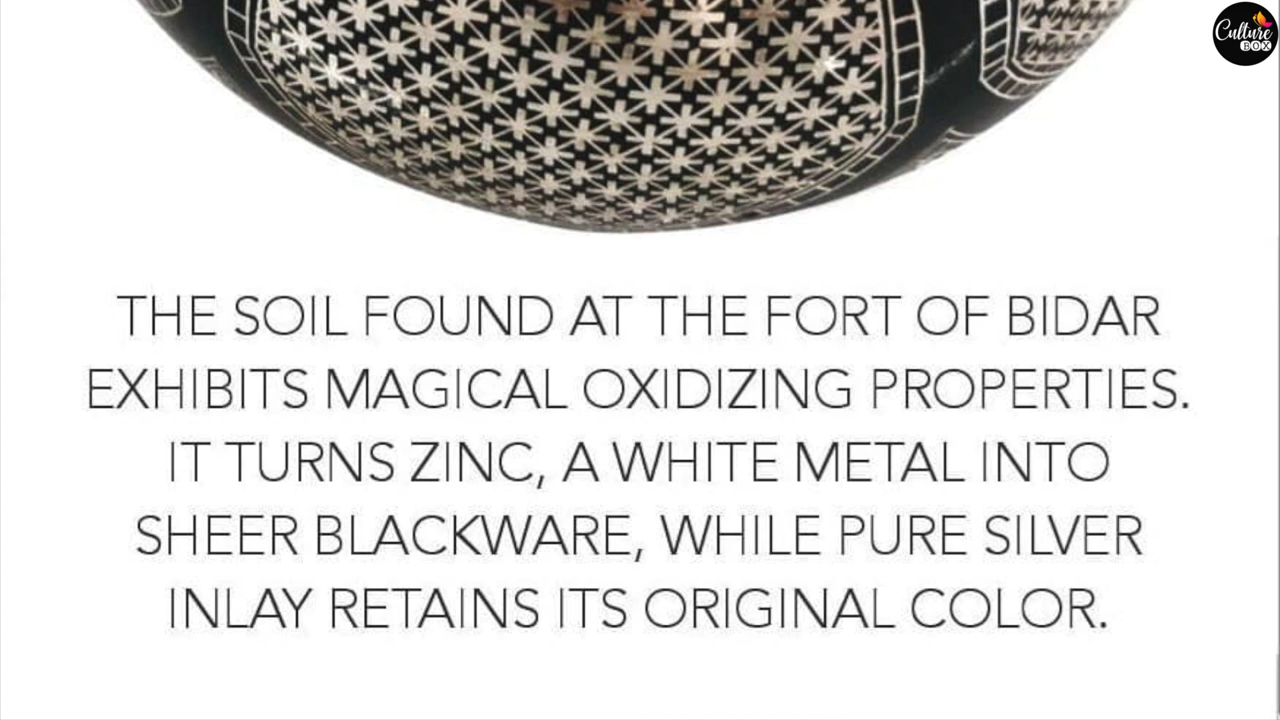 Culture
BOX
THE SOIL FOUND AT THE FORT OF BIDAR
EXHIBITS MAGICAL OXIDIZING PROPERTIES.
IT TURNS ZINC, A WHITE METAL INTO
SHEER BLACKWARE, WHILE PURE SILVER
INLAY RETAINS ITS ORIGINAL COLOR.